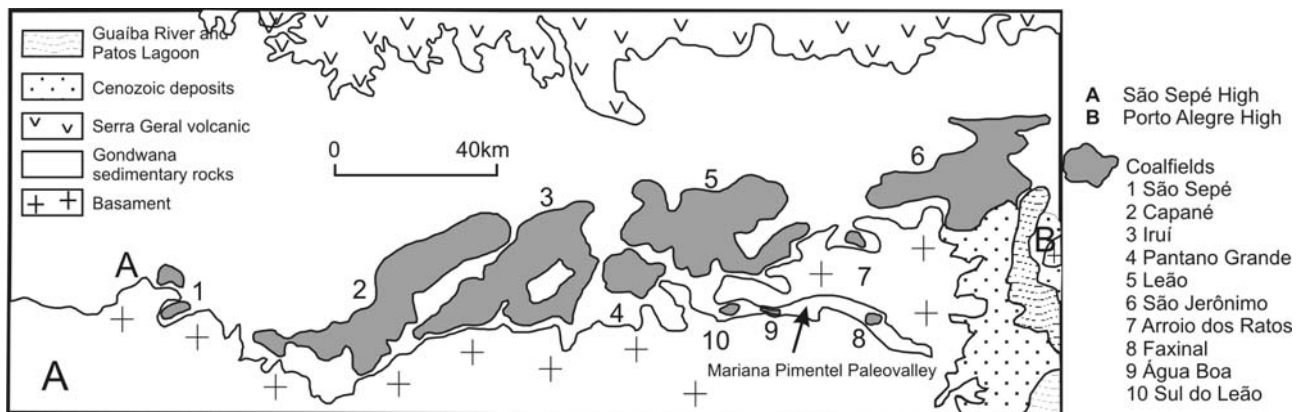 Guaíba River and
Patos Lagoon
Cenozoic deposits
Serra Geral volcanic
Gondwana
sedimentary rocks
Basament
0 40km
1
2
3
4
5
6
7
8
9
10
A
A
B
Mariana Pimentel Paleovalley
A São Sepé High
B Porto Alegre High
Coalfields
1 São Sepé
2 Capané
3 Iruí
4 Pantano Grande
5 Leão
6 São Jerônimo
7 Arroio dos Ratos
8 Faxinal
9 Água Boa
10 Sul do Leão